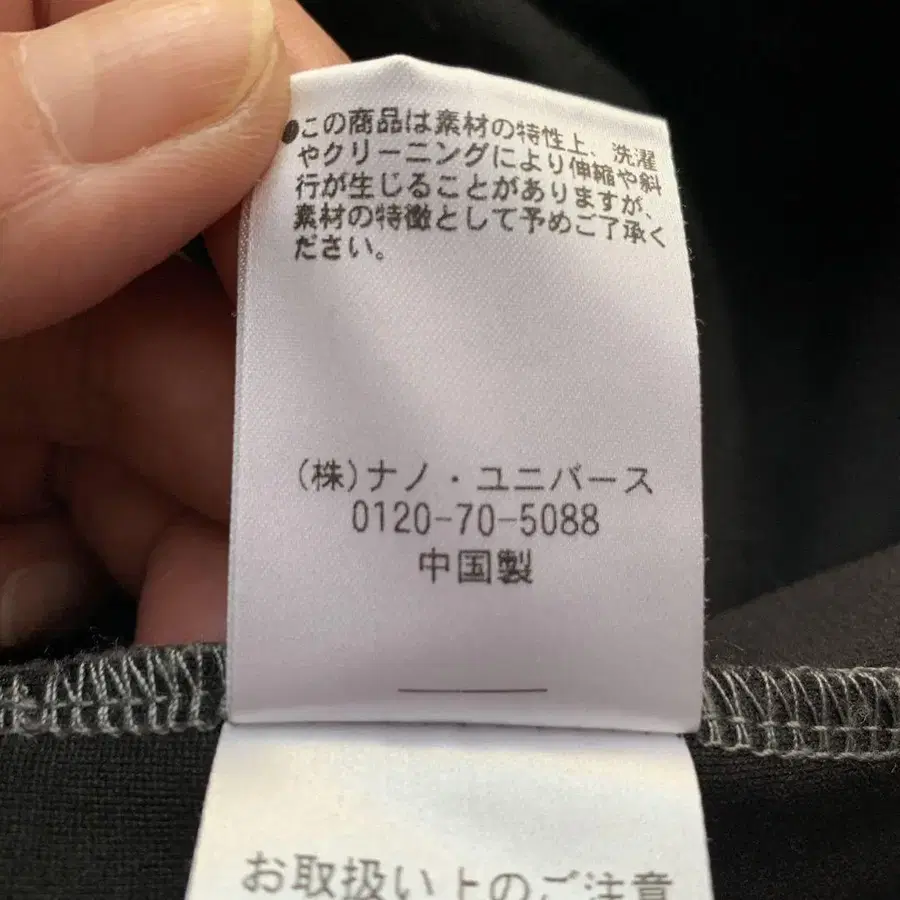 ●この商品は素材の特性上、洗濯
やクリーニングにより伸縮や斜
行が生じることがありますが、
素材の特徴として予めご了承く
ださい。
(株)ナノ・ユニバース
0120-70-5088
中国製
お取扱い上のご注意